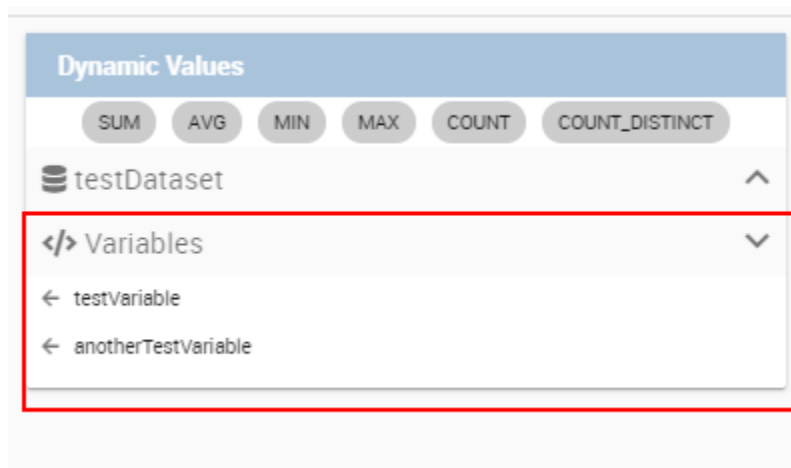 Dynamic Values
SUM AVG MIN MAX COUNT COUNT_DISTINCT
testDataset
</> Variables
testVariable
anotherTestVariable